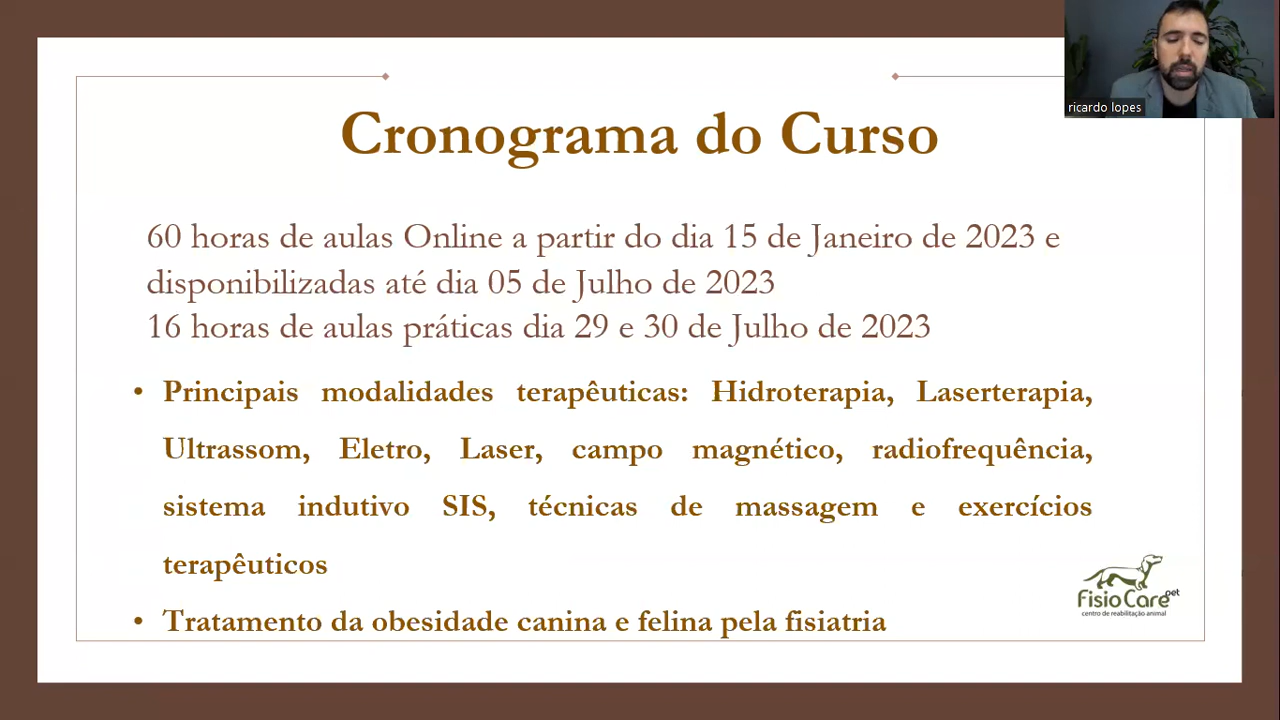 ricardo lopes
Cronograma do Curso
60 horas de aulas Online a partir do dia 15 de Janeiro de 2023 e
disponibilizadas até dia 05 de Julho de 2023
16 horas de aulas práticas dia 29 e 30 de Julho de 2023
• Principais modalidades terapêuticas: Hidroterapia, Laserterapia,
Ultrassom, Eletro, Laser, campo magnético, radiofrequência,
sistema indutivo SIS, técnicas de massagem e exercícios
terapêuticos
• Tratamento da obesidade canina e felina pela fisiatria
FisioCare pet
centro de reabilitação animal